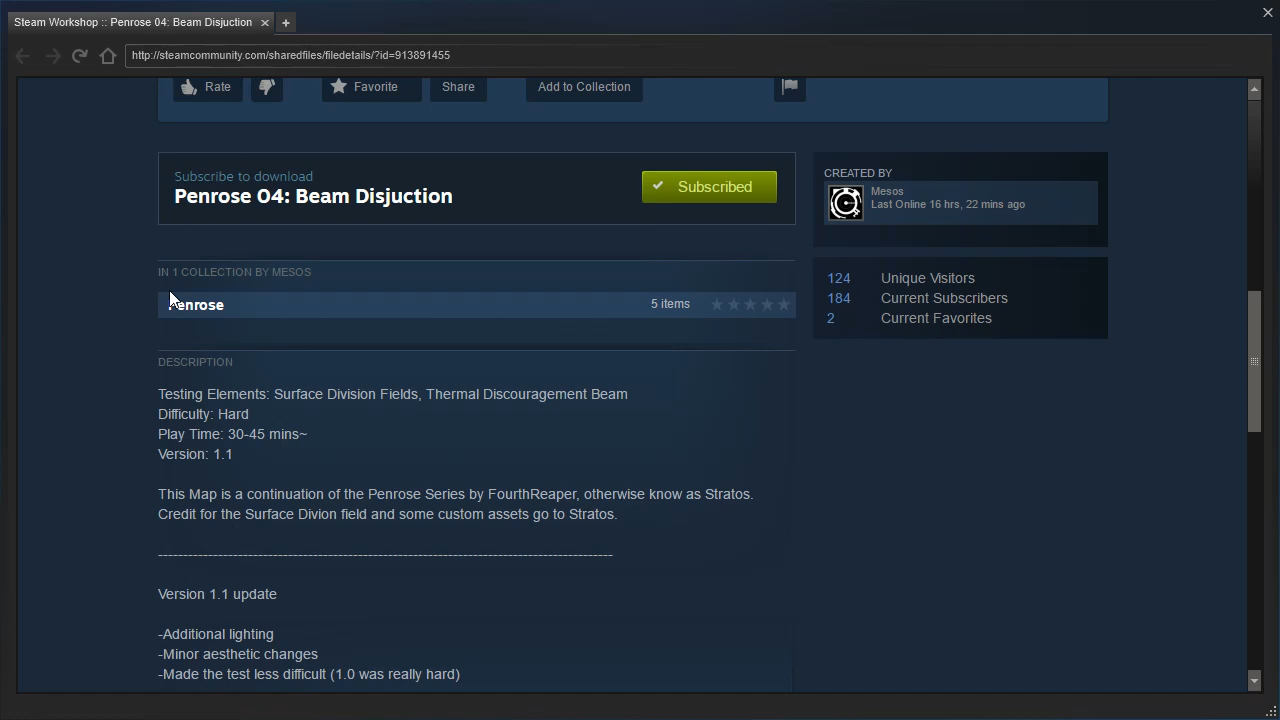 Steam Workshop :: Penrose 04: Beam Disjuction
http://steamcommunity.com/sharedfiles/filedetails/?id=913891455
Rate Favorite Share Add to Collection
Subscribe to download
Penrose 04: Beam Disjuction
Subscribed
CREATED BY
Mesos
Last Online 16 hrs, 22 mins ago
IN 1 COLLECTION BY MESOS
Penrose 5 items
124 Unique Visitors
184 Current Subscribers
2 Current Favorites
DESCRIPTION
Testing Elements: Surface Division Fields, Thermal Discouragement Beam
Difficulty: Hard
Play Time: 30-45 mins~
Version: 1.1
This Map is a continuation of the Penrose Series by FourthReaper, otherwise know as Stratos.
Credit for the Surface Divion field and some custom assets go to Stratos.
-------------------------------------------------------------------------------------------
Version 1.1 update
-Additional lighting
-Minor aesthetic changes
-Made the test less difficult (1.0 was really hard)